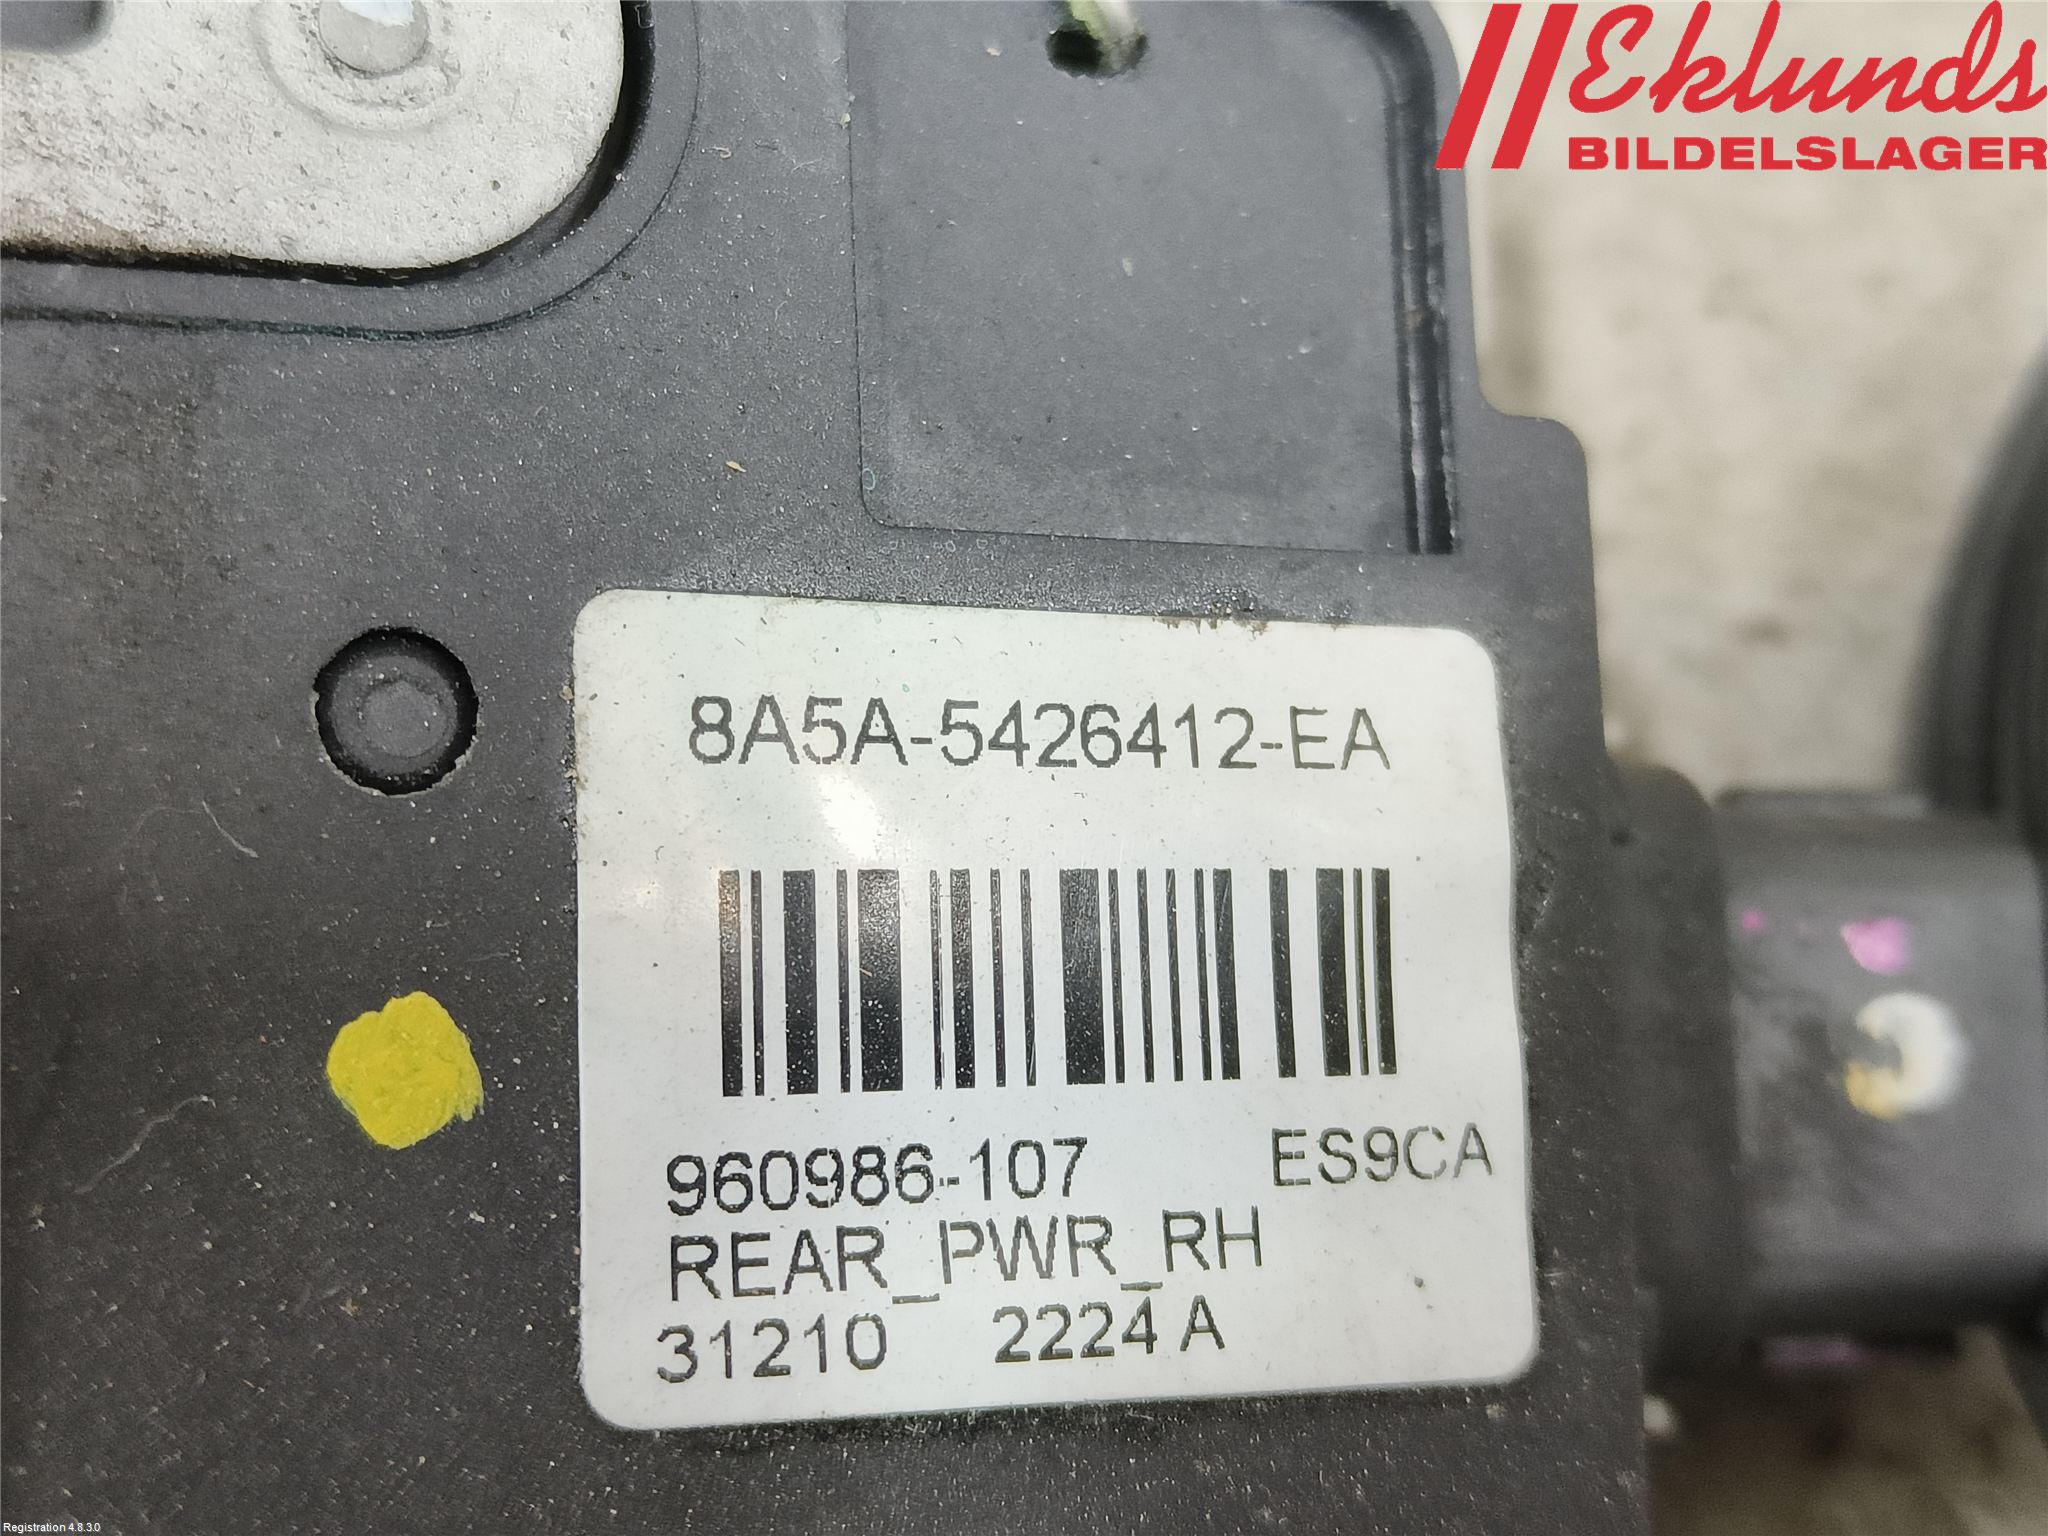 Eklunds
BILDELSLAGER
8A5A-5426412-EA
960986-107 ES9CA
REAR_PWR_RH
31210 2224 A
Registration 4.8.3.0